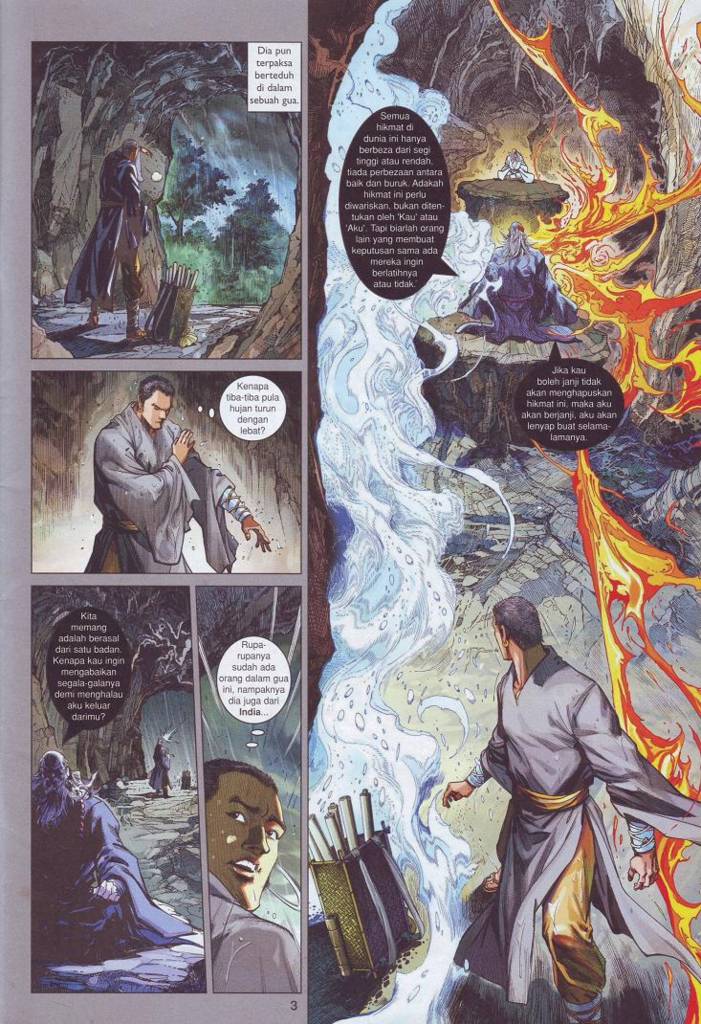 Dia pun
terpaksa
berteduh
di dalam
sebuah gua.
Kenapa
tiba-tiba pula
hujan turun
dengan
lebat?
Kita
memang
adalah berasal
dari satu badan.
Kenapa kau ingin
mengabaikan
segala-galanya
demi menghalau
aku keluar
darimu?
Rupa-
rupanya
sudah ada
orang dalam gua
ini, nampaknya
dia juga dari
India...
Semua
hikmat di
dunia ini hanya
berbeza dari segi
tinggi atau rendah,
tiada perbezaan antara
baik dan buruk. Adakah
hikmat ini perlu
diwariskan, bukan diten-
tukan oleh 'Kau' atau
'Aku'. Tapi biarlah orang
lain yang membuat
keputusan sama ada
mereka ingin
berlatihnya
atau tidak.
Jika kau
boleh janji tidak
akan menghapuskan
hikmat ini, maka aku
akan berjanji, aku akan
lenyap buat selama-
lamanya.
3